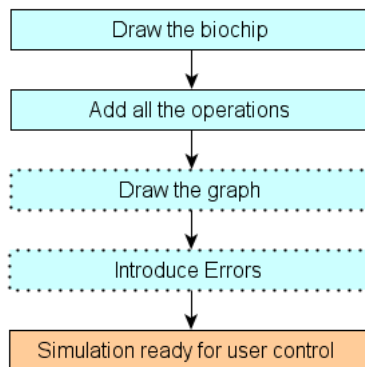 Draw the biochip
Add all the operations
Draw the graph
Introduce Errors
Simulation ready for user control